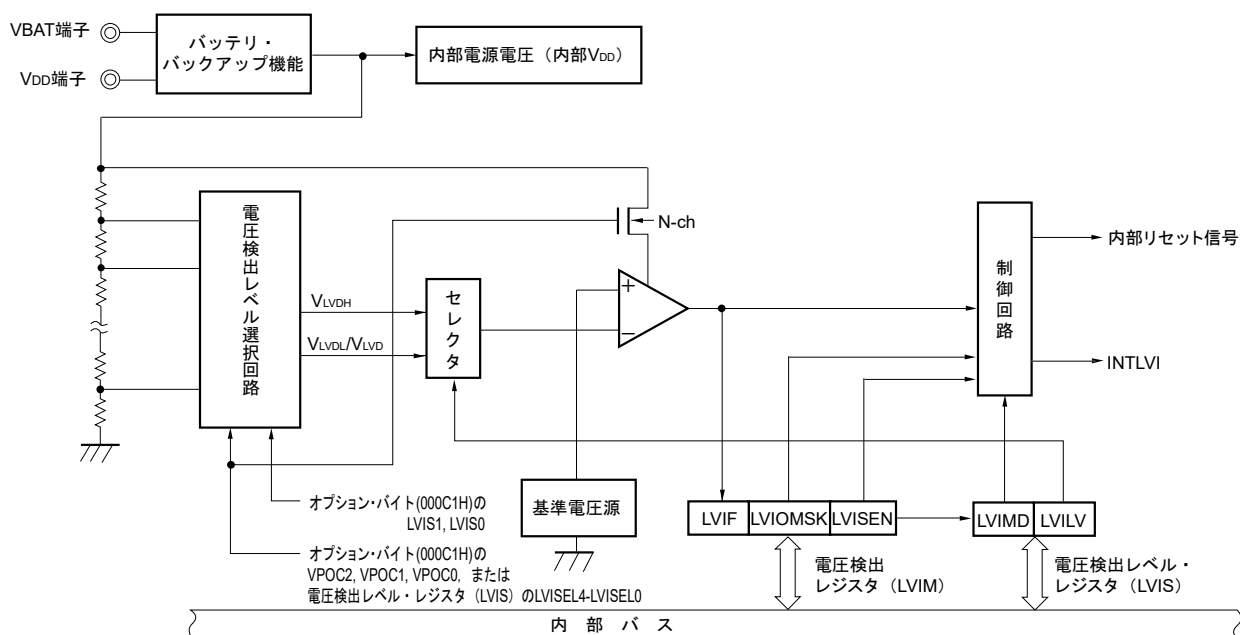 VBAT端子
VDD端子
バッテリ・
バックアップ機能
内部電源電圧（内部VDD）
電圧検出レベル選択回路
N-ch
VLVDH
VLVDL/VLVD
セレクタ
+
−
制御回路
内部リセット信号
INTLVI
オプション・バイト(000C1H)の
LVIS1, LVIS0
オプション・バイト(000C1H)の
VPOC2, VPOC1, VPOC0, または
電圧検出レベル・レジスタ（LVIS）のLVISEL4-LVISEL0
基準電圧源
LVIF
LVIOMSK
LVISEN
LVIMD
LVILV
電圧検出
レジスタ（LVIM）
電圧検出レベル・
レジスタ（LVIS）
内部バス